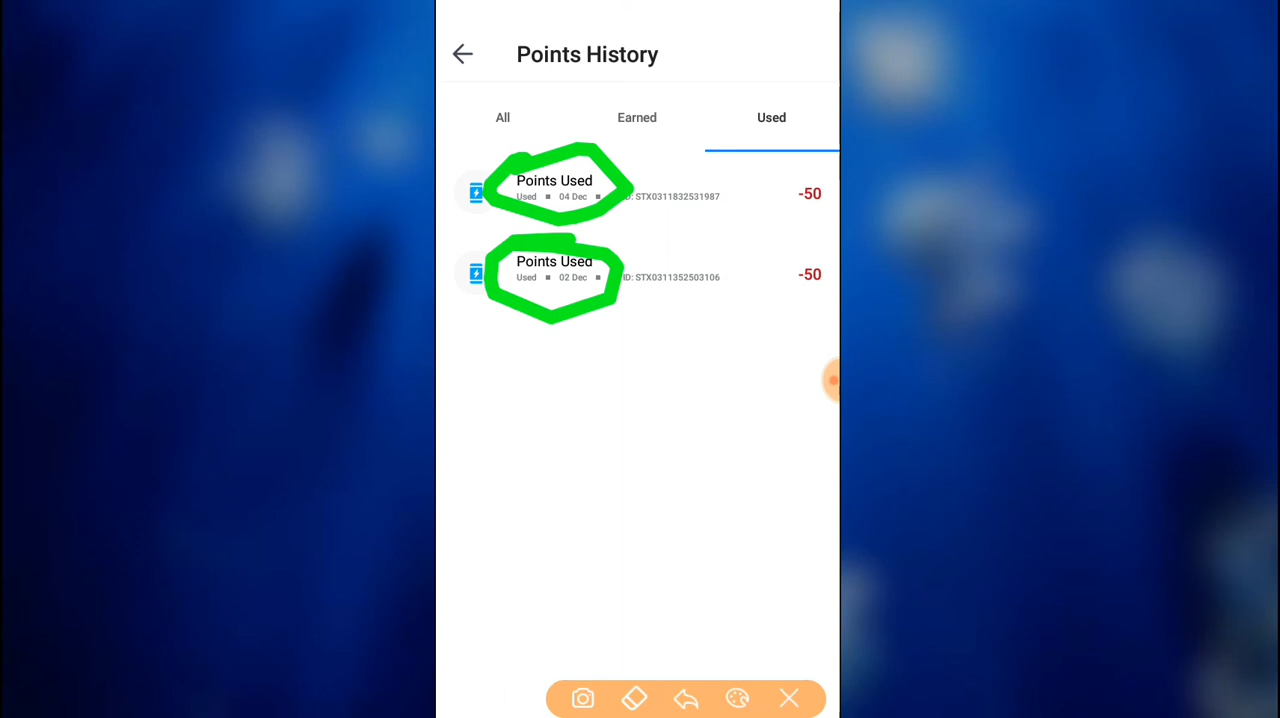 Points History
All Earned Used
Points Used
Used ■ 04 Dec ■ ID: STX0311832531987
-50
Points Used
Used ■ 02 Dec ■ ID: STX0311352503106
-50